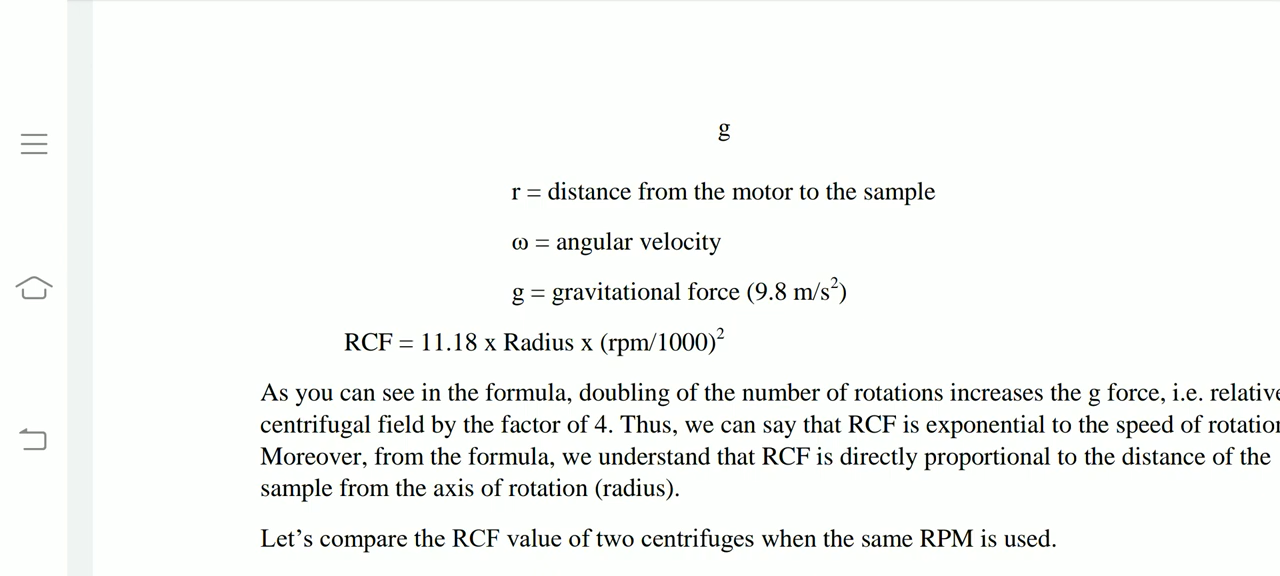 g
r = distance from the motor to the sample
ω = angular velocity
g = gravitational force (9.8 m/s²)
RCF = 11.18 x Radius x (rpm/1000)²
As you can see in the formula, doubling of the number of rotations increases the g force, i.e. relative
centrifugal field by the factor of 4. Thus, we can say that RCF is exponential to the speed of
Moreover, from the formula, we understand that RCF is directly proportional to the distance of the
sample from the axis of rotation (radius).
Let’s compare the RCF value of two centrifuges when the same RPM is used.